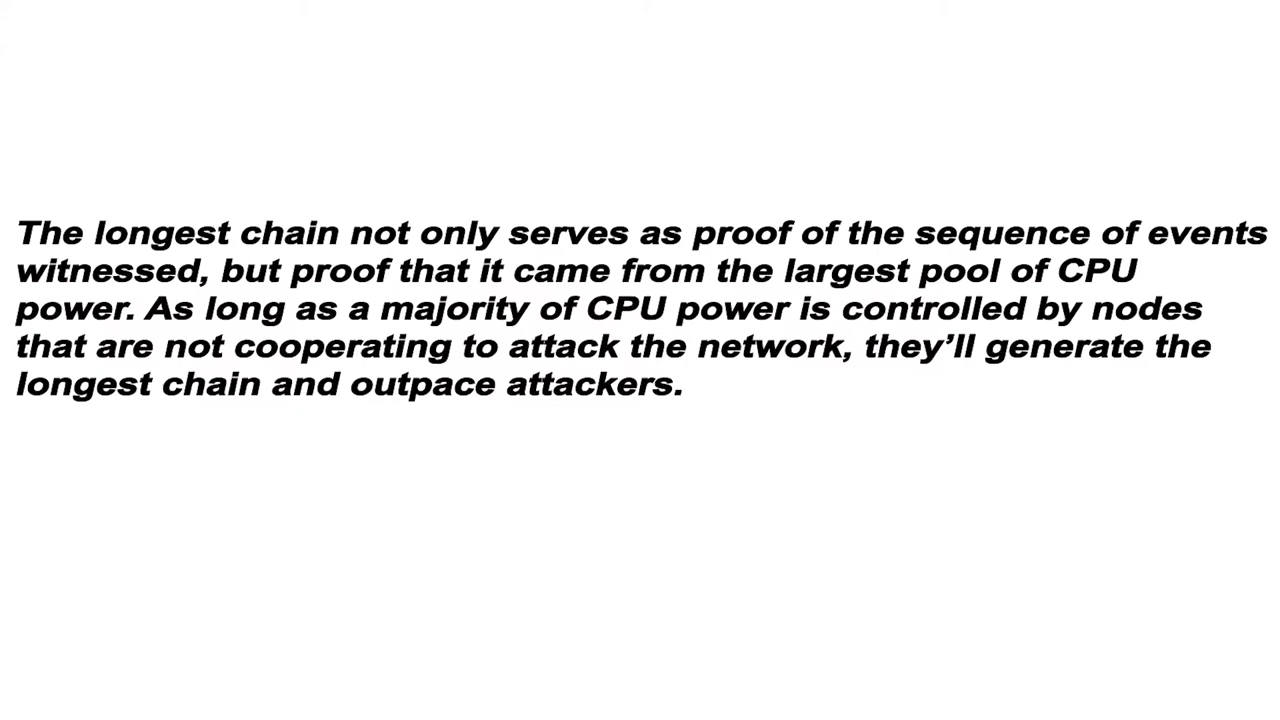 The longest chain not only serves as proof of the sequence of events
witnessed, but proof that it came from the largest pool of CPU
power. As long as a majority of CPU power is controlled by nodes
that are not cooperating to attack the network, they’ll generate the
longest chain and outpace attackers.